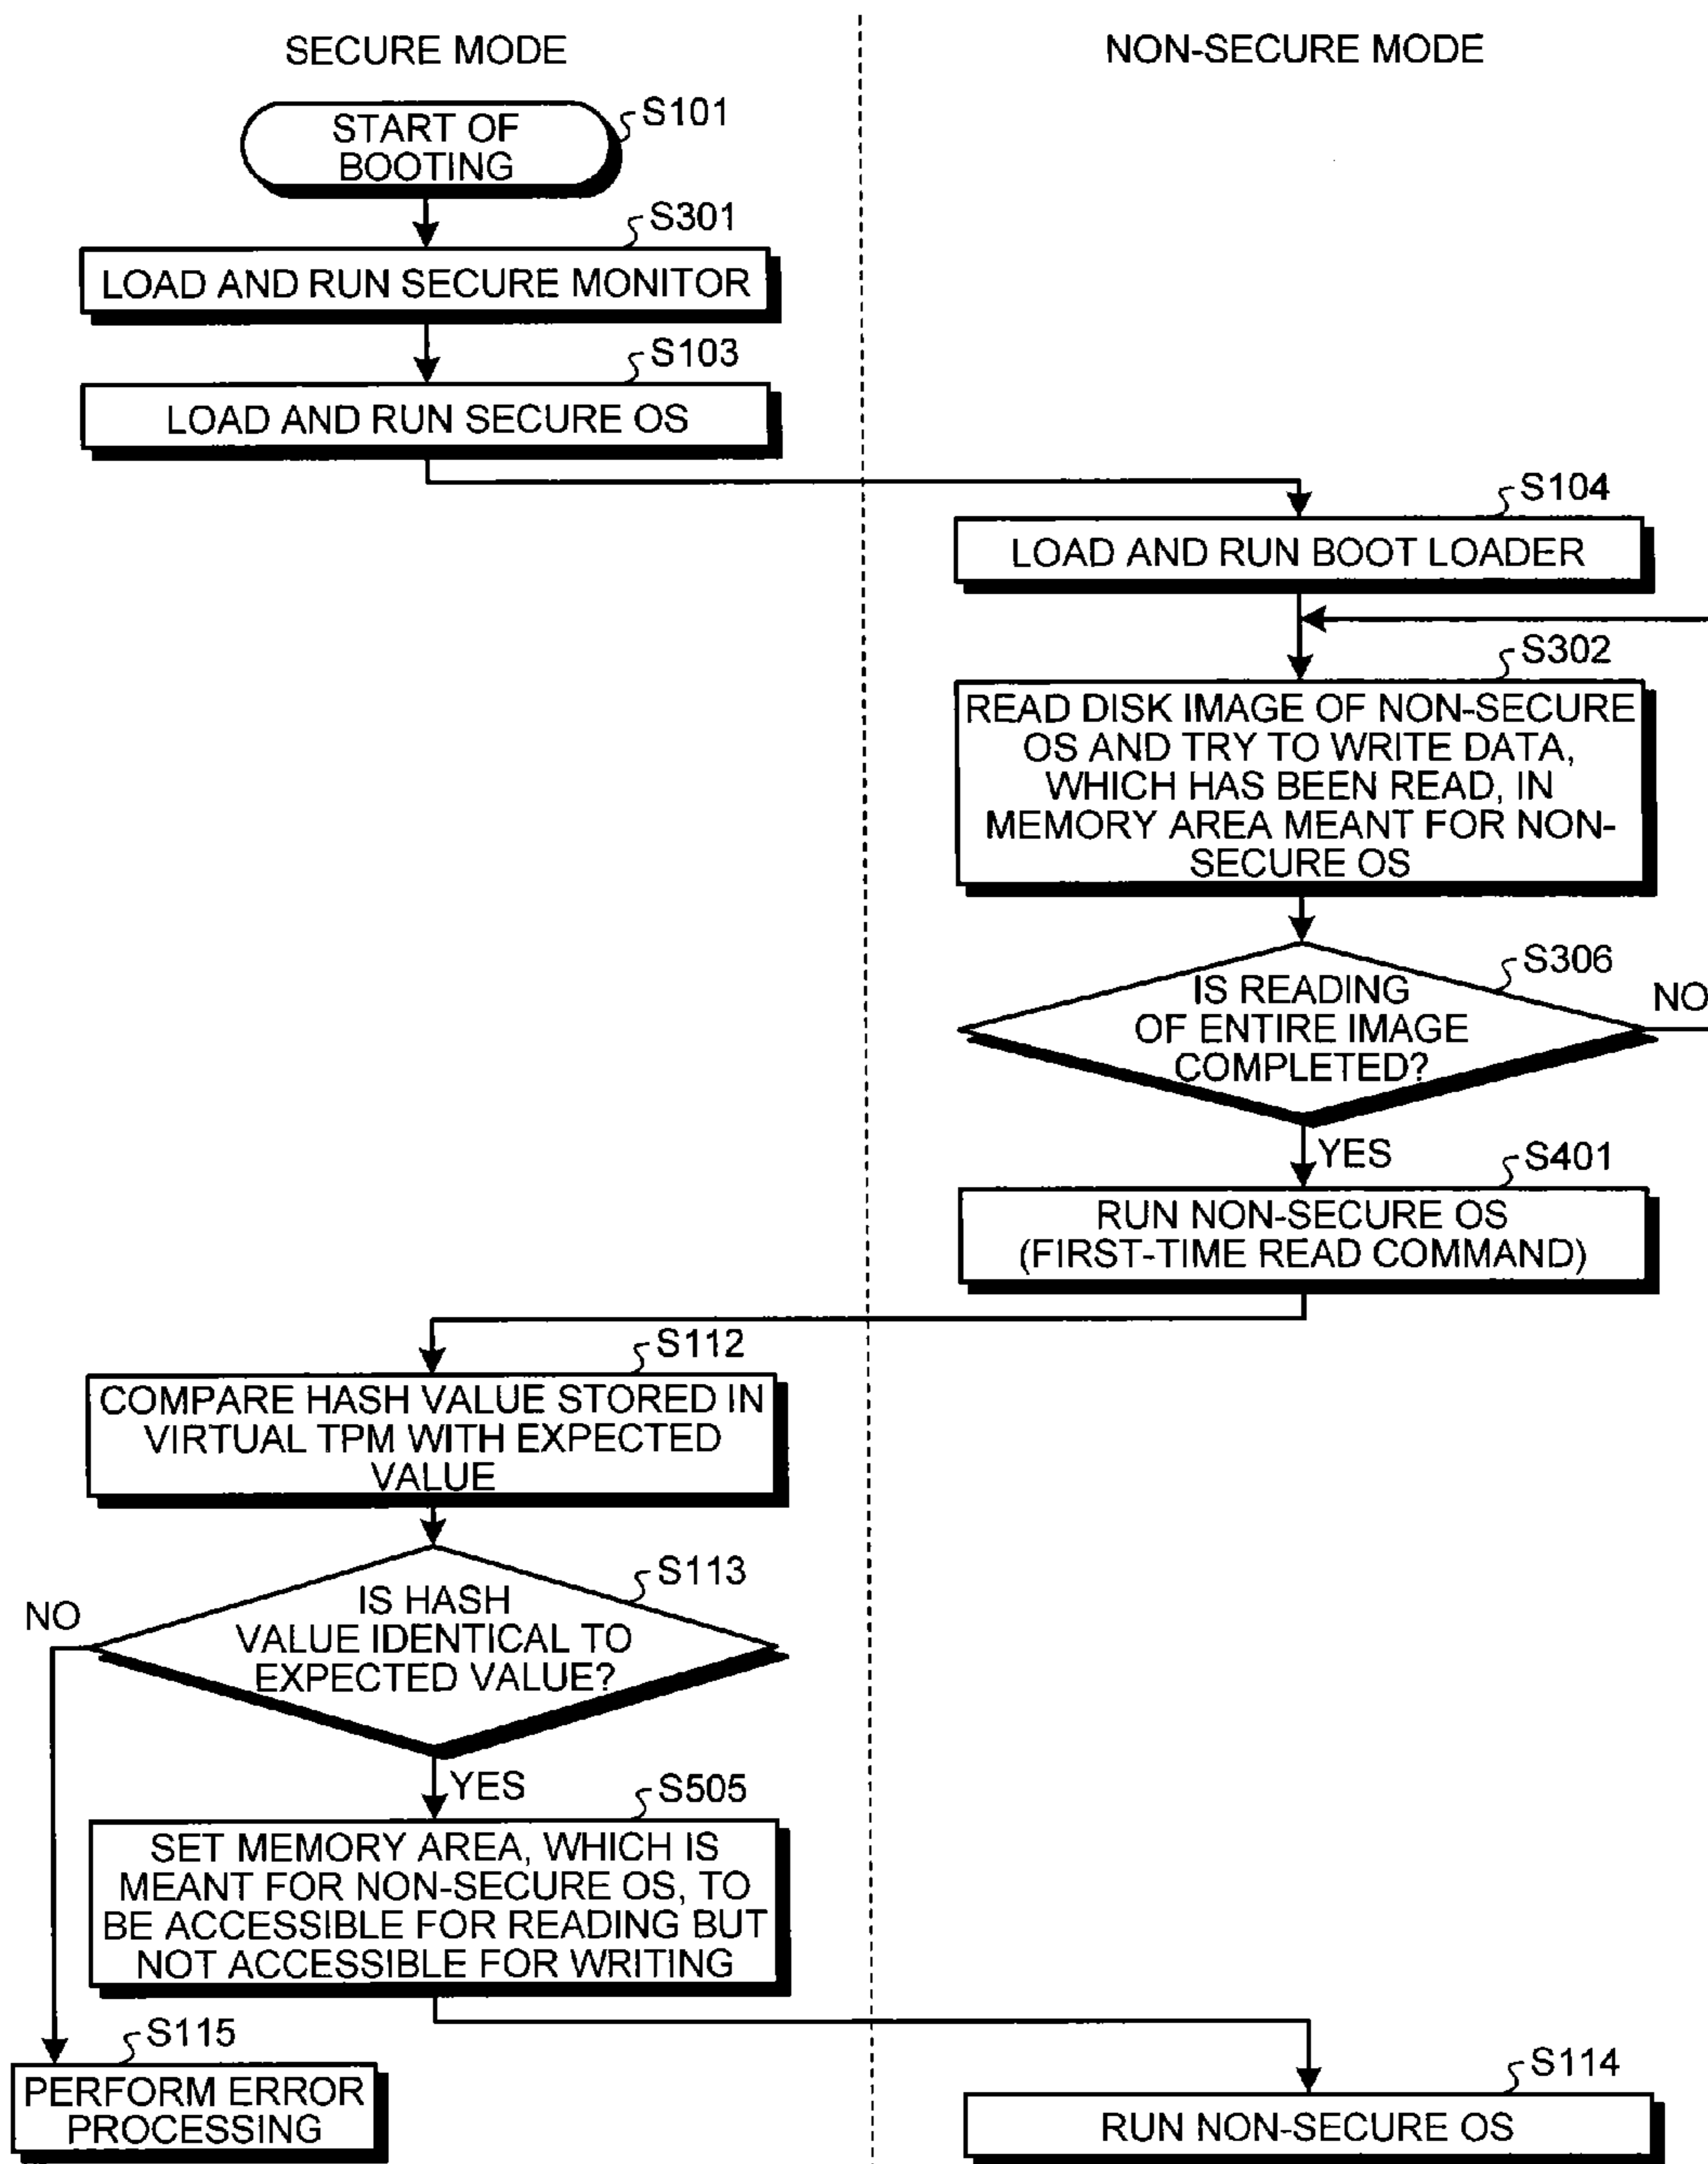 SECURE MODE
NON-SECURE MODE
START OF
BOOTING
S101
S301
LOAD AND RUN SECURE MONITOR
S103
LOAD AND RUN SECURE OS
S104
LOAD AND RUN BOOT LOADER
S302
READ DISK IMAGE OF NON-SECURE
OS AND TRY TO WRITE DATA,
WHICH HAS BEEN READ, IN
MEMORY AREA MEANT FOR NON-
SECURE OS
S306
IS READING
OF ENTIRE IMAGE
COMPLETED?
NO
YES
S401
RUN NON-SECURE OS
(FIRST-TIME READ COMMAND)
S112
COMPARE HASH VALUE STORED IN
VIRTUAL TPM WITH EXPECTED
VALUE
S113
IS HASH
VALUE IDENTICAL TO
EXPECTED VALUE?
NO
YES
S505
SET MEMORY AREA, WHICH IS
MEANT FOR NON-SECURE OS, TO
BE ACCESSIBLE FOR READING BUT
NOT ACCESSIBLE FOR WRITING
S115
PERFORM ERROR
PROCESSING
S114
RUN NON-SECURE OS